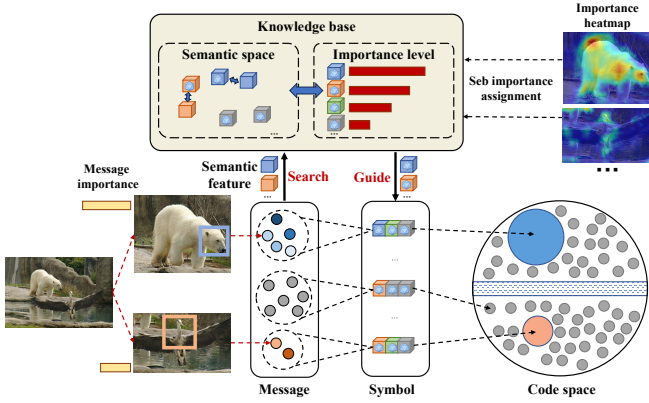 Knowledge base
Importance
heatmap
Semantic space
Importance level
Seb importance
assignment
...
...
...
Message
importance
Semantic
feature
...
Search
Guide
...
...
...
...
Message
Symbol
Code space